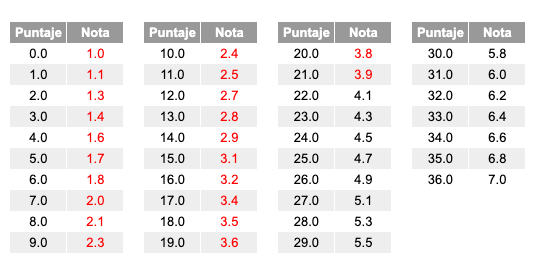 Puntaje Nota Puntaje Nota Puntaje Nota Puntaje Nota
0.0 1.0 10.0 2.4 20.0 3.8 30.0 5.8
1.0 1.1 11.0 2.5 21.0 3.9 31.0 6.0
2.0 1.3 12.0 2.7 22.0 4.1 32.0 6.2
3.0 1.4 13.0 2.8 23.0 4.3 33.0 6.4
4.0 1.6 14.0 2.9 24.0 4.5 34.0 6.6
5.0 1.7 15.0 3.1 25.0 4.7 35.0 6.8
6.0 1.8 16.0 3.2 26.0 4.9 36.0 7.0
7.0 2.0 17.0 3.4 27.0 5.1
8.0 2.1 18.0 3.5 28.0 5.3
9.0 2.3 19.0 3.6 29.0 5.5